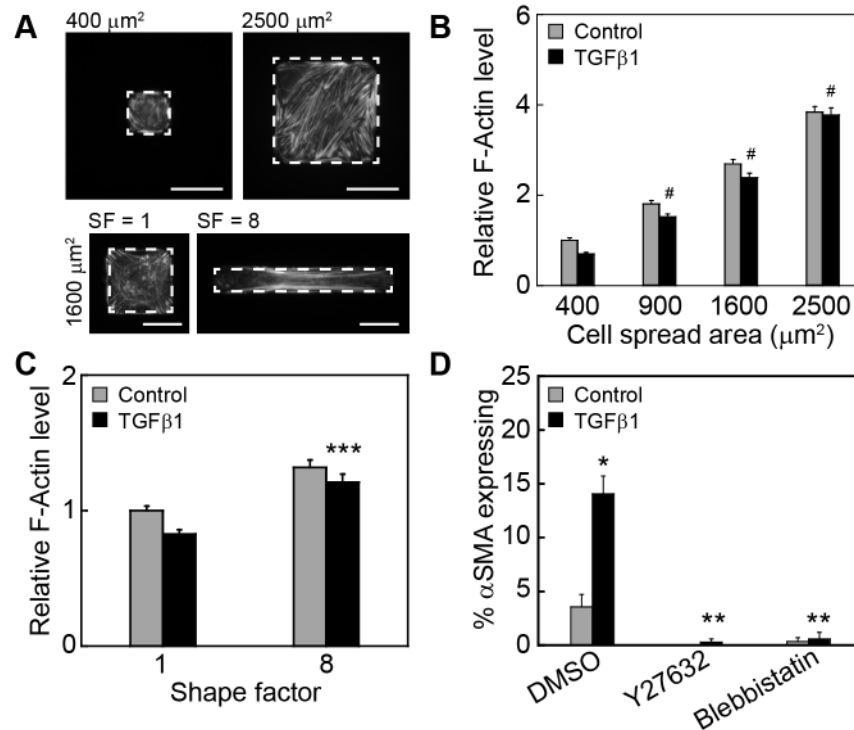 A
400 μm²
2500 μm²
SF = 1
SF = 8
1600 μm²
B
Control
TGFβ1
Relative F-Actin level
6
4
2
0
#
#
#
400
900
1600
2500
Cell spread area (μm²)
C
Control
TGFβ1
Relative F-Actin level
2
1
0
***
1
8
Shape factor
D
Control
TGFβ1
% αSMA expressing
25
20
15
10
5
0
*
**
**
DMSO
Y27632
Blebbistatin